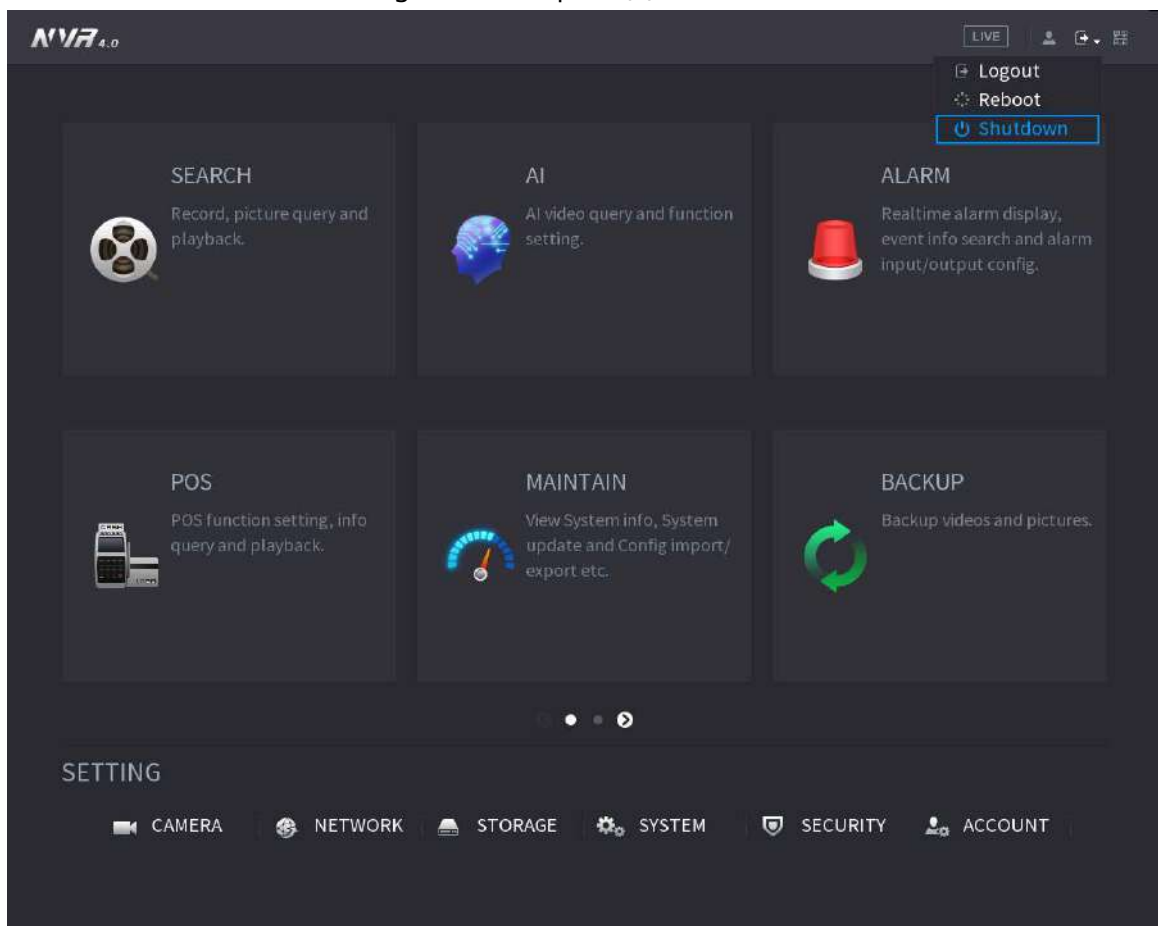 NVR 4.0
LIVE
Logout
Reboot
Shutdown
SEARCH
Record, picture query and
playback.
AI
AI video query and function
setting.
ALARM
Realtime alarm display,
event info search and alarm
input/output config.
POS
POS function setting, info
query and playback.
MAINTAIN
View System info, System
update and Config import/
export etc.
BACKUP
Backup videos and pictures.
SETTING
CAMERA
NETWORK
STORAGE
SYSTEM
SECURITY
ACCOUNT